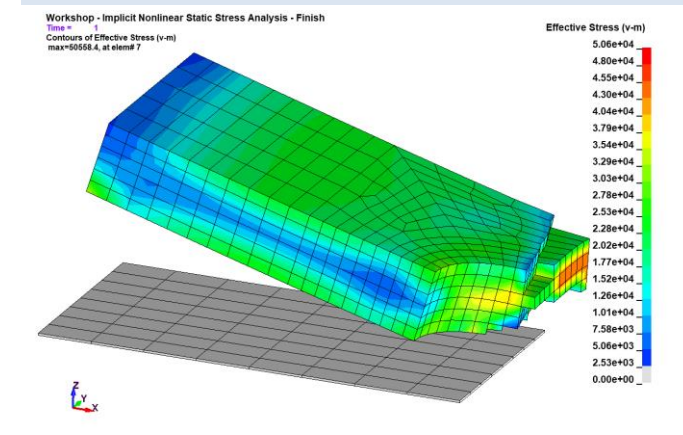 Workshop - Implicit Nonlinear Static Stress Analysis - Finish
Time = 1
Contours of Effective Stress (v-m)
max=50558.4, at elem# 7
Effective Stress (v-m)
5.06e+04
4.80e+04
4.55e+04
4.30e+04
4.04e+04
3.79e+04
3.54e+04
3.29e+04
3.03e+04
2.78e+04
2.53e+04
2.28e+04
2.02e+04
1.77e+04
1.52e+04
1.26e+04
1.01e+04
7.58e+03
5.06e+03
2.53e+03
0.00e+00
Z
Y
X